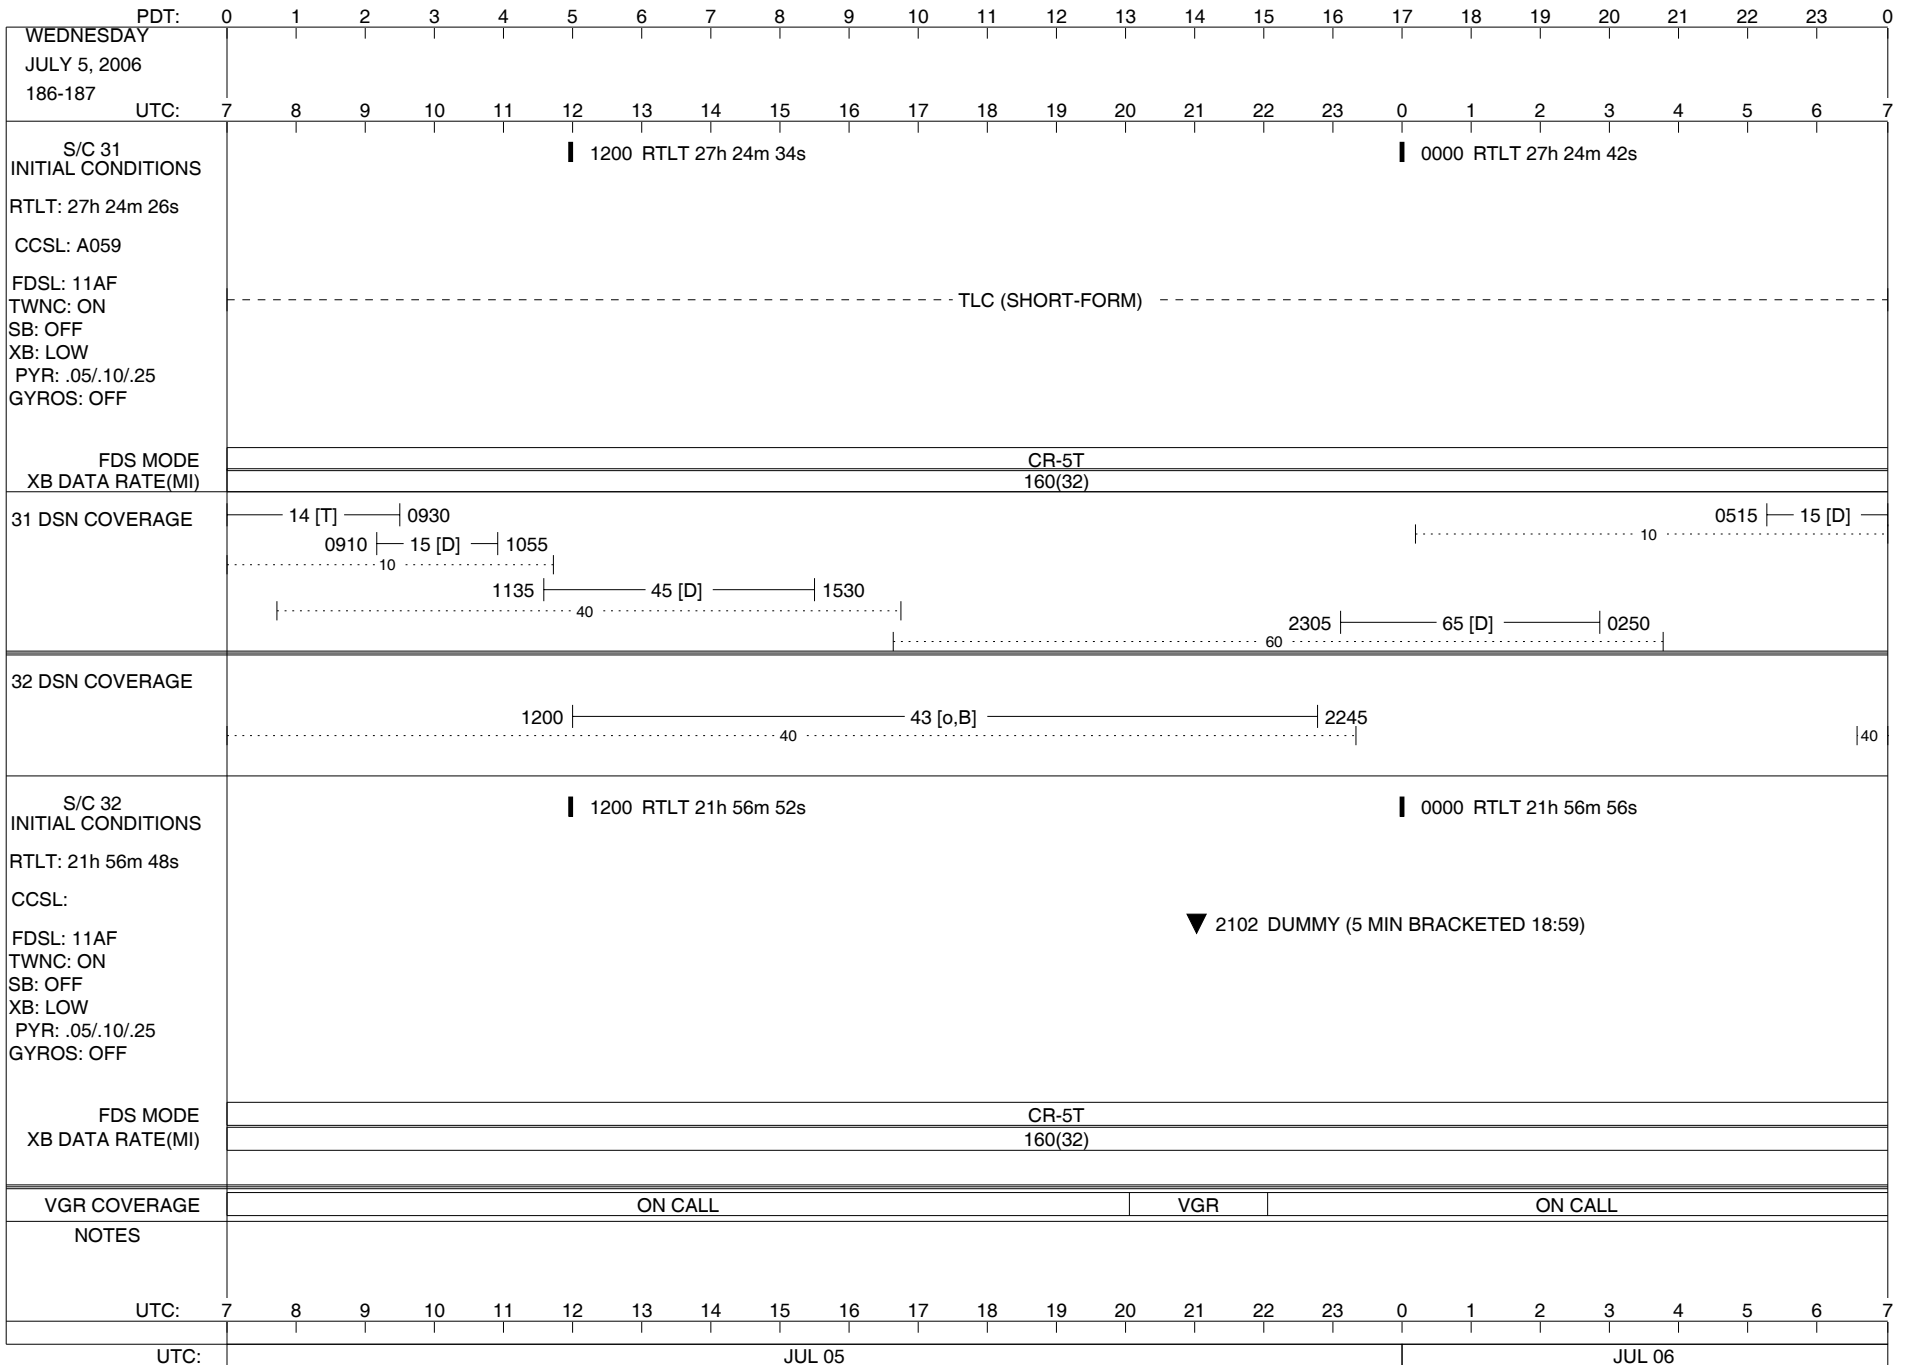 PDT: 0 1 2 3 4 5 6 7 8 9 10 11 12 13 14 15 16 17 18 19 20 21 22 23 0
WEDNESDAY
JULY 5, 2006
186-187
UTC: 7 8 9 10 11 12 13 14 15 16 17 18 19 20 21 22 23 0 1 2 3 4 5 6 7
S/C 31
INITIAL CONDITIONS
1200 RTLT 27h 24m 34s
0000 RTLT 27h 24m 42s
RTLT: 27h 24m 26s
CCSL: A059
FDSL: 11AF
TWNC: ON
TLC (SHORT-FORM)
SB: OFF
XB: LOW
PYR: .05/.10/.25
GYROS: OFF
FDS MODE CR-5T
XB DATA RATE(MI) 160(32)
31 DSN COVERAGE
14 [T] 0930
0515 15 [D]
0910 15 [D] 1055
10
10
1135 45 [D] 1530
40
2305 65 [D] 0250
60
32 DSN COVERAGE
1200 43 [o,B] 2245
40
40
S/C 32
INITIAL CONDITIONS
1200 RTLT 21h 56m 52s
0000 RTLT 21h 56m 56s
RTLT: 21h 56m 48s
CCSL:
2102 DUMMY (5 MIN BRACKETED 18:59)
FDSL: 11AF
TWNC: ON
SB: OFF
XB: LOW
PYR: .05/.10/.25
GYROS: OFF
FDS MODE CR-5T
XB DATA RATE(MI) 160(32)
VGR COVERAGE ON CALL VGR ON CALL
NOTES
UTC: 7 8 9 10 11 12 13 14 15 16 17 18 19 20 21 22 23 0 1 2 3 4 5 6 7
UTC: JUL 05 JUL 06